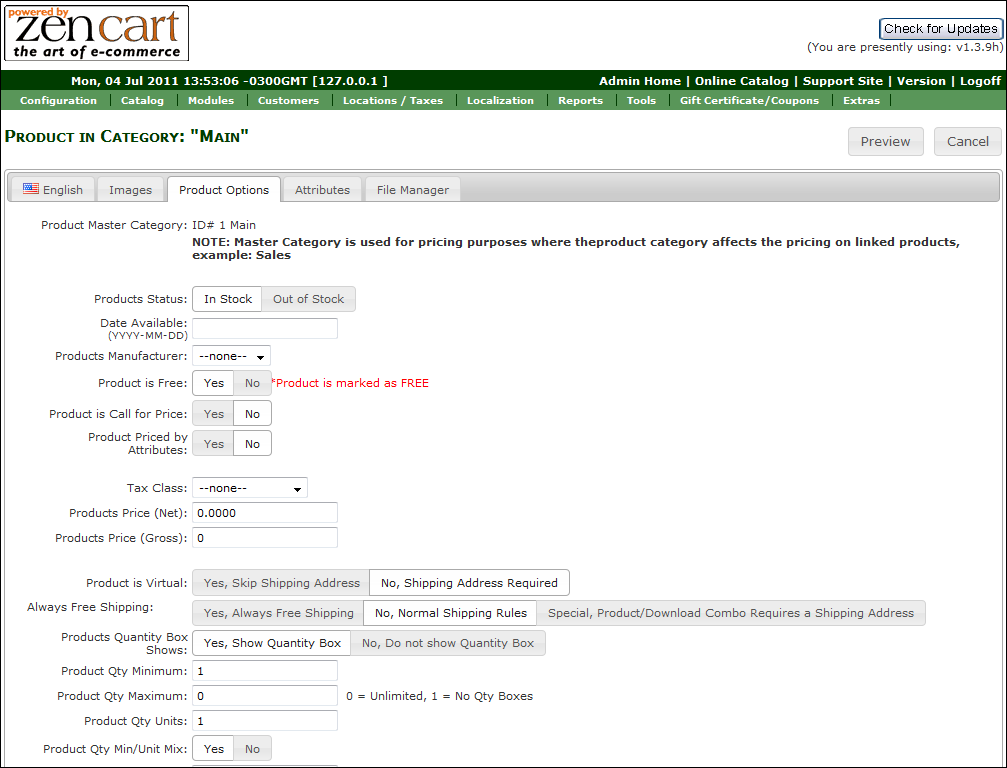 powered by
zen cart
the art of e-commerce
Check for Updates
(You are presently using: v1.3.9h)
Mon, 04 Jul 2011 13:53:06 -0300GMT [127.0.0.1 ]
Admin Home | Online Catalog | Support Site | Version | Logoff
Configuration | Catalog | Modules | Customers | Locations / Taxes | Localization | Reports | Tools | Gift Certificate/Coupons | Extras |
Product in Category: "Main"
Preview Cancel
English Images Product Options Attributes File Manager
Product Master Category: ID# 1 Main
NOTE: Master Category is used for pricing purposes where theproduct category affects the pricing on linked products,
example: Sales
Products Status: In Stock Out of Stock
Date Available:
(YYYY-MM-DD)
Products Manufacturer: --none--
Product is Free: Yes No *Product is marked as FREE
Product is Call for Price: Yes No
Product Priced by
Attributes: Yes No
Tax Class: --none--
Products Price (Net): 0.0000
Products Price (Gross): 0
Product is Virtual: Yes, Skip Shipping Address No, Shipping Address Required
Always Free Shipping: Yes, Always Free Shipping No, Normal Shipping Rules Special, Product/Download Combo Requires a Shipping Address
Products Quantity Box
Shows: Yes, Show Quantity Box No, Do not show Quantity Box
Product Qty Minimum: 1
Product Qty Maximum: 0 0 = Unlimited, 1 = No Qty Boxes
Product Qty Units: 1
Product Qty Min/Unit Mix: Yes No